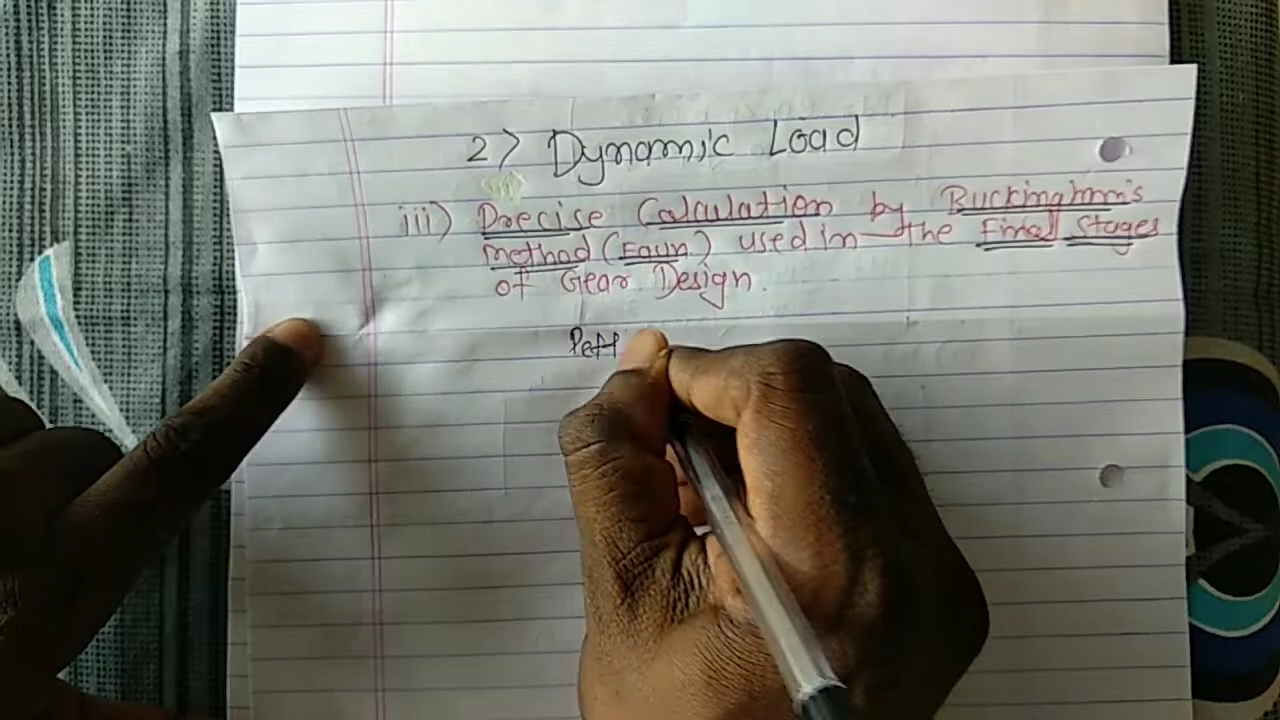 2) Dynamic Load
iii) Precise Calculation by Buckingham's
method (Equn.) used in the Final Stages
of Gear Design.
Peff